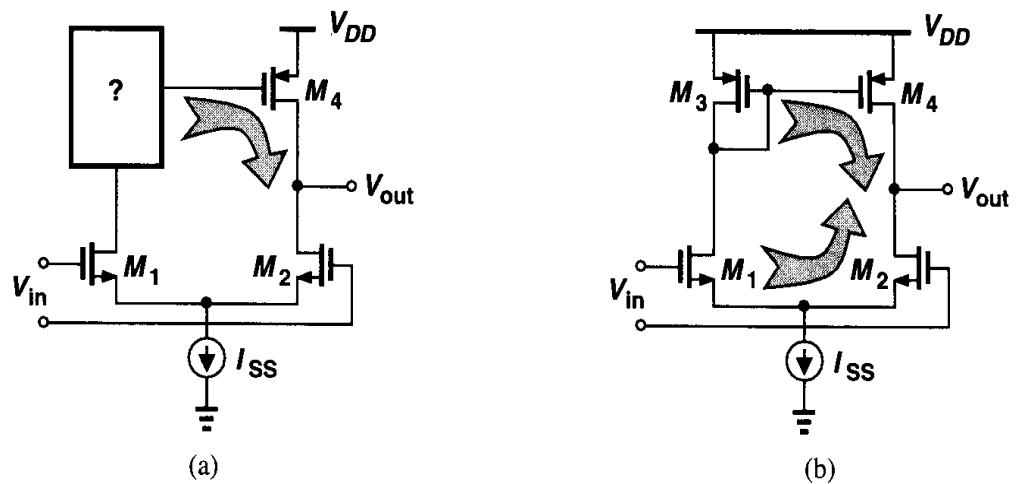 V_DD
?
M_4
V_out
M_1
M_2
V_in
I_SS
(a)
V_DD
M_3
M_4
V_out
M_1
M_2
V_in
I_SS
(b)